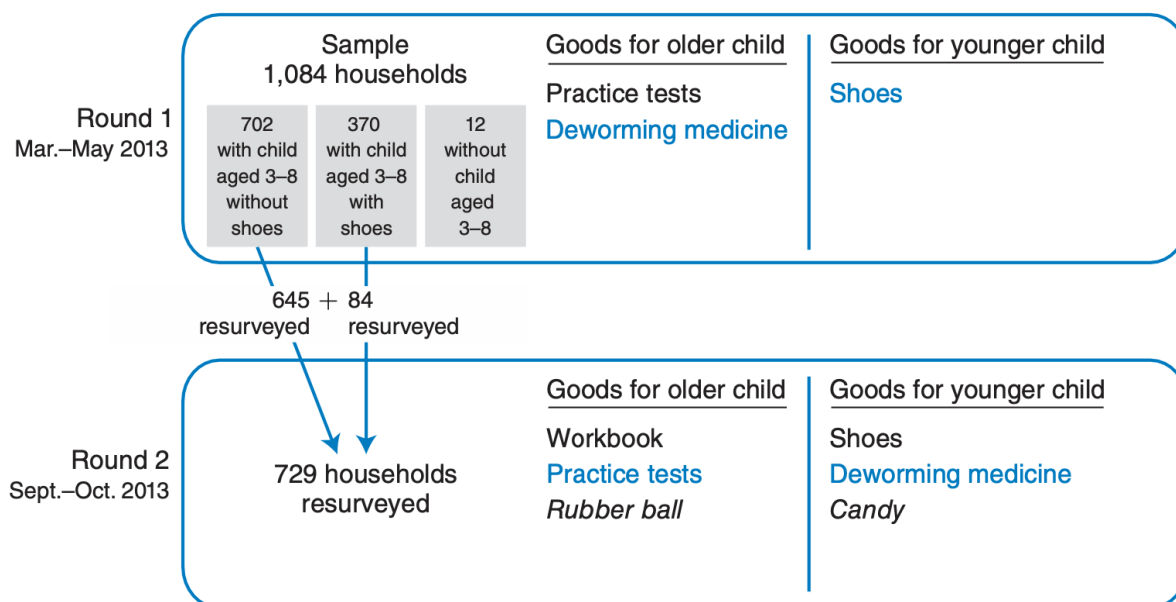 Round 1
Mar.–May 2013
Sample
1,084 households
702
with child
aged 3–8
without
shoes
370
with child
aged 3–8
with
shoes
12
without
child
aged
3–8
Goods for older child
Practice tests
Deworming medicine
Goods for younger child
Shoes
645 + 84
resurveyed resurveyed
Round 2
Sept.–Oct. 2013
729 households
resurveyed
Goods for older child
Workbook
Practice tests
Rubber ball
Goods for younger child
Shoes
Deworming medicine
Candy